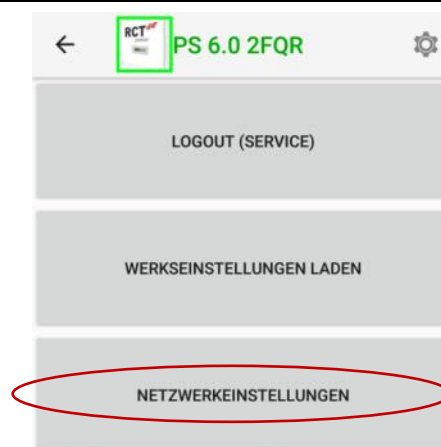 RCT
PS 6.0 2FQR
LOGOUT (SERVICE)
WERKSEINSTELLUNGEN LADEN
NETZWERKEINSTELLUNGEN